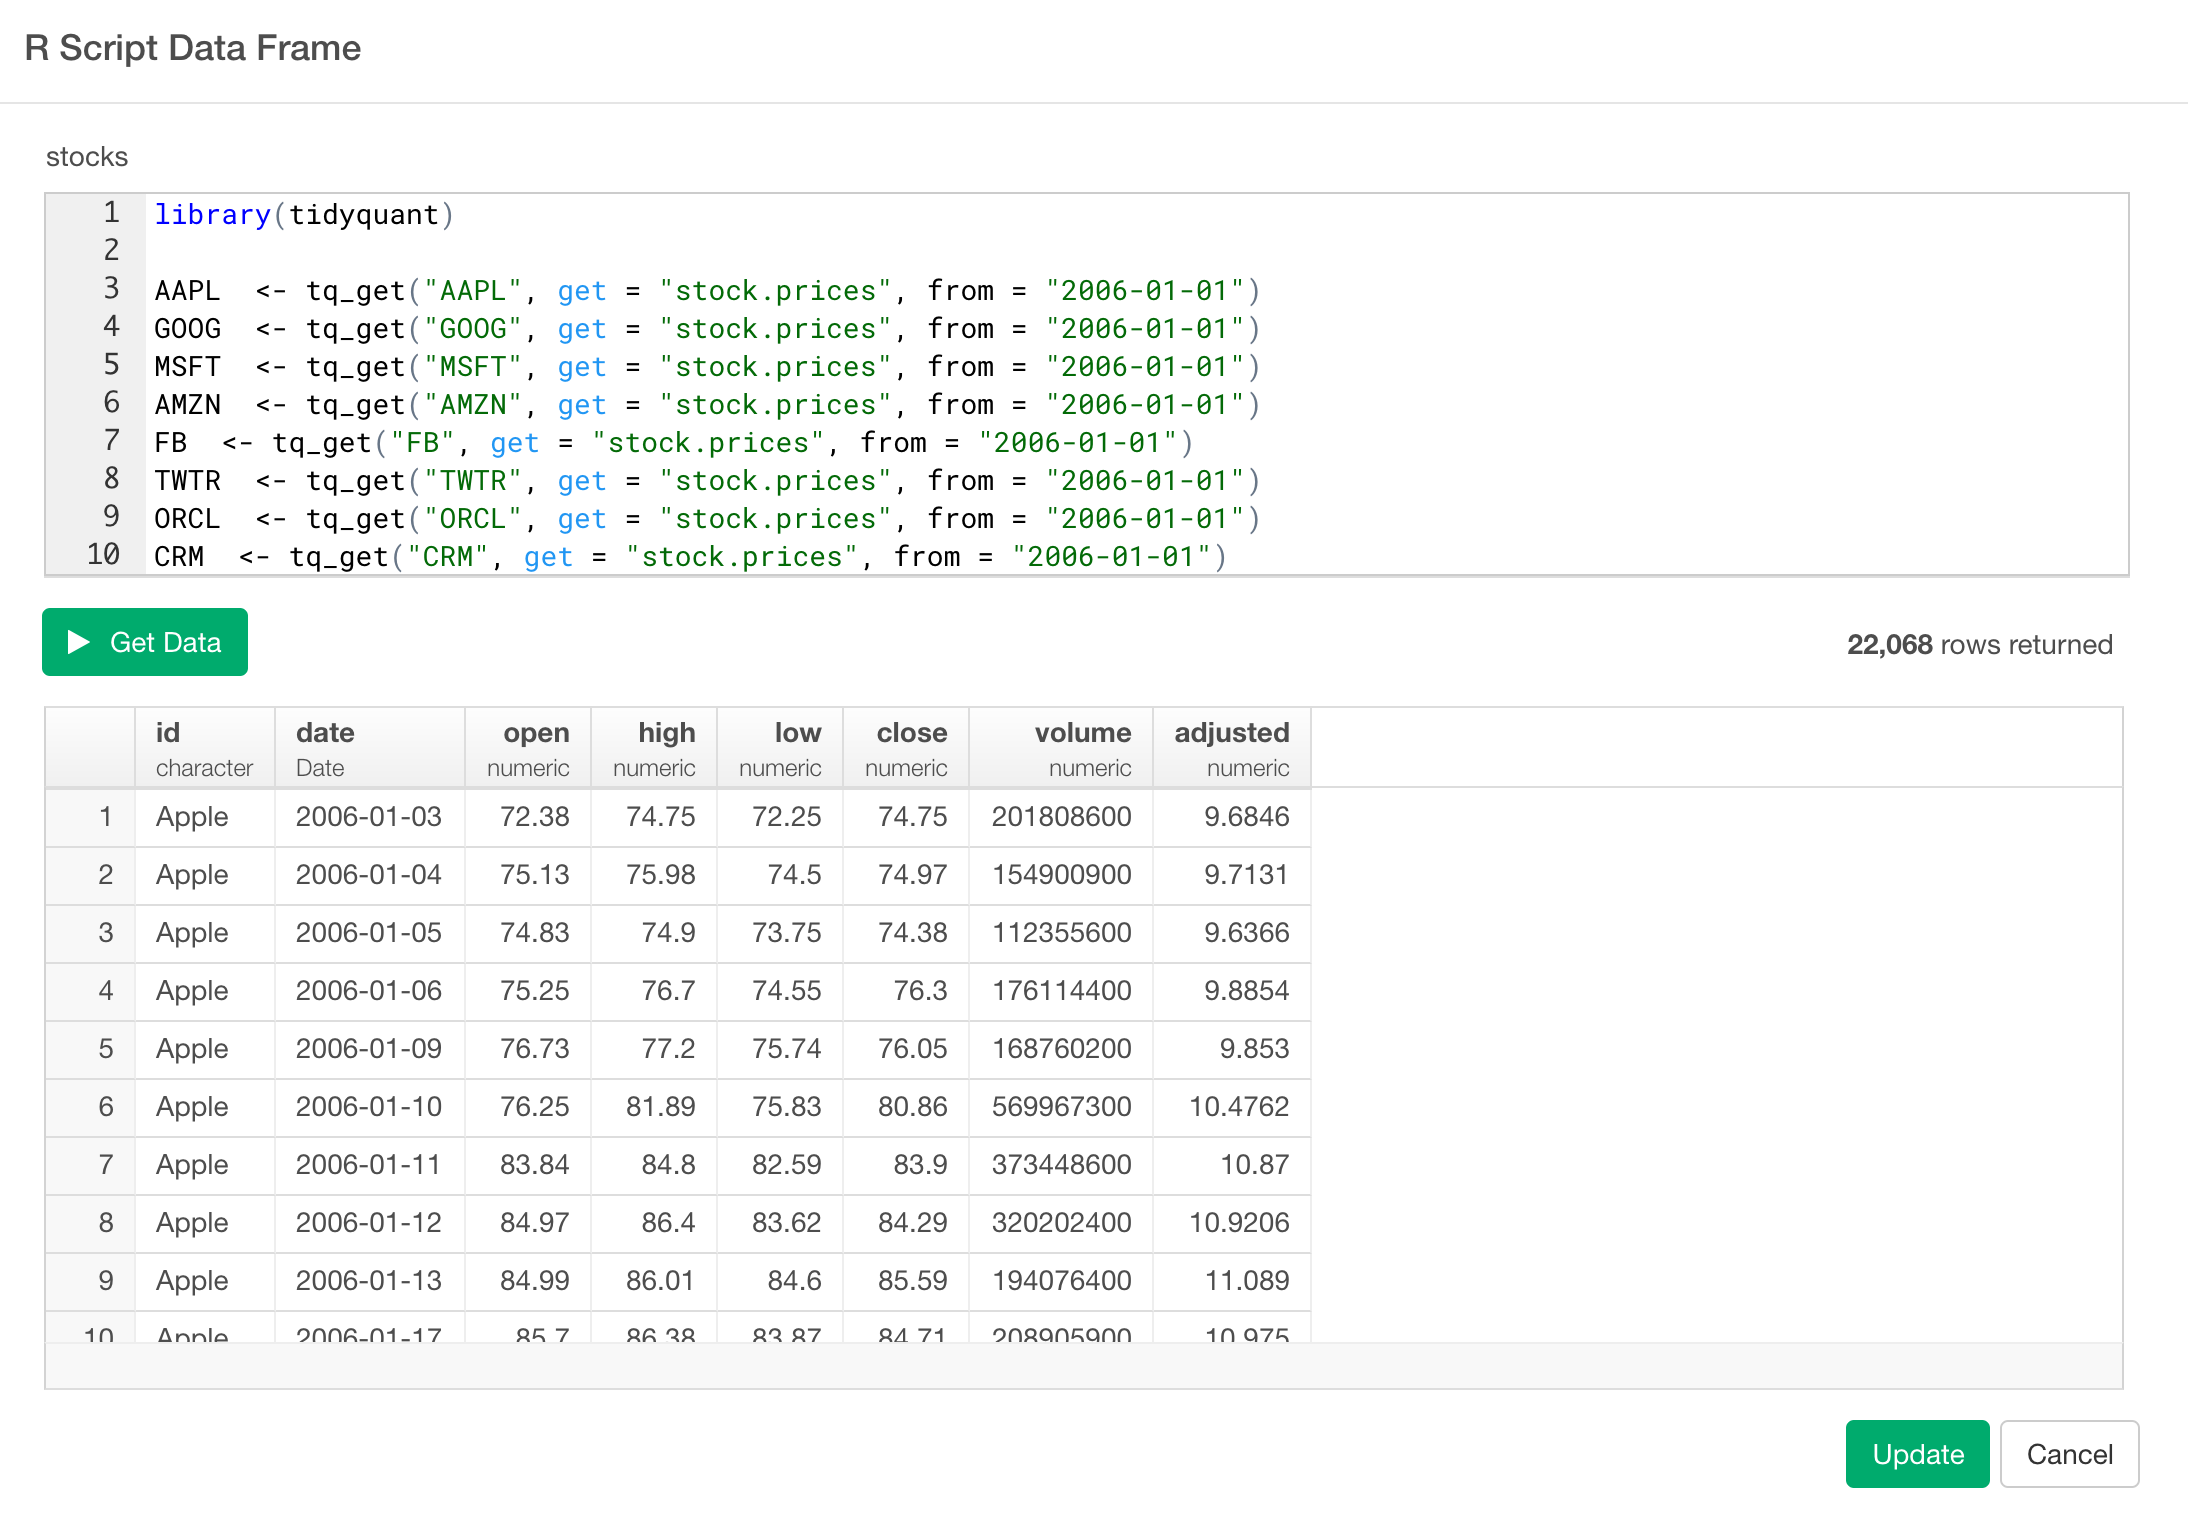 R Script Data Frame
stocks
1 library(tidyquant)
2
3 AAPL  <- tq_get("AAPL", get = "stock.prices", from = "2006-01-01")
4 GOOG  <- tq_get("GOOG", get = "stock.prices", from = "2006-01-01")
5 MSFT  <- tq_get("MSFT", get = "stock.prices", from = "2006-01-01")
6 AMZN  <- tq_get("AMZN", get = "stock.prices", from = "2006-01-01")
7 FB  <- tq_get("FB", get = "stock.prices", from = "2006-01-01")
8 TWTR  <- tq_get("TWTR", get = "stock.prices", from = "2006-01-01")
9 ORCL  <- tq_get("ORCL", get = "stock.prices", from = "2006-01-01")
10 CRM  <- tq_get("CRM", get = "stock.prices", from = "2006-01-01")
Get Data 22,068 rows returned
id date open high low close volume adjusted
character Date numeric numeric numeric numeric numeric numeric
1 Apple 2006-01-03 72.38 74.75 72.25 74.75 201808600 9.6846
2 Apple 2006-01-04 75.13 75.98 74.5 74.97 154900900 9.7131
3 Apple 2006-01-05 74.83 74.9 73.75 74.38 112355600 9.6366
4 Apple 2006-01-06 75.25 76.7 74.55 76.3 176114400 9.8854
5 Apple 2006-01-09 76.73 77.2 75.74 76.05 168760200 9.853
6 Apple 2006-01-10 76.25 81.89 75.83 80.86 569967300 10.4762
7 Apple 2006-01-11 83.84 84.8 82.59 83.9 373448600 10.87
8 Apple 2006-01-12 84.97 86.4 83.62 84.29 320202400 10.9206
9 Apple 2006-01-13 84.99 86.01 84.6 85.59 194076400 11.089
10 Apple 2006-01-17 85.7 86.38 83.87 84.71 208905900 10.975
Update Cancel